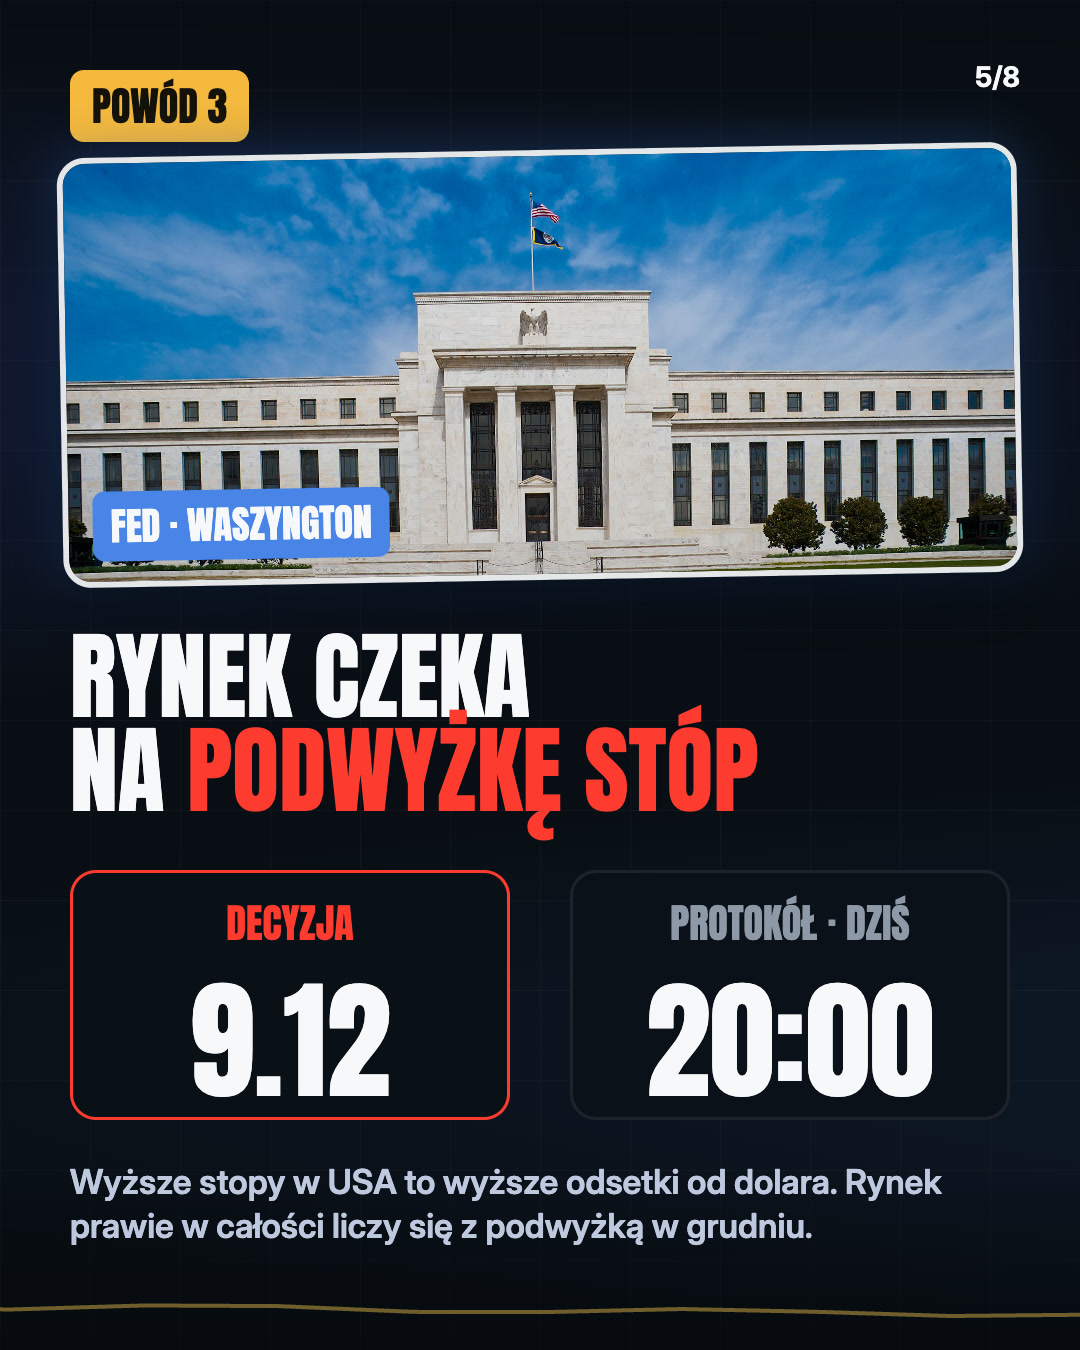 POWÓD 3
5/8
FED · WASZYNGTON
RYNEK CZEKA
NA PODWYŻKĘ STÓP
DECYZJA
9.12
PROTOKÓŁ · DZIŚ
20:00
Wyższe stopy w USA to wyższe odsetki od dolara. Rynek
prawie w całości liczy się z podwyżką w grudniu.